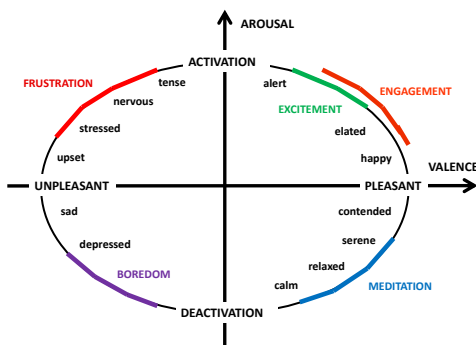 AROUSAL
ACTIVATION
FRUSTRATION
tense
alert
ENGAGEMENT
nervous
EXCITEMENT
stressed
elated
upset
happy
VALENCE
UNPLEASANT
PLEASANT
sad
contended
depressed
serene
BOREDOM
relaxed
calm
MEDITATION
DEACTIVATION